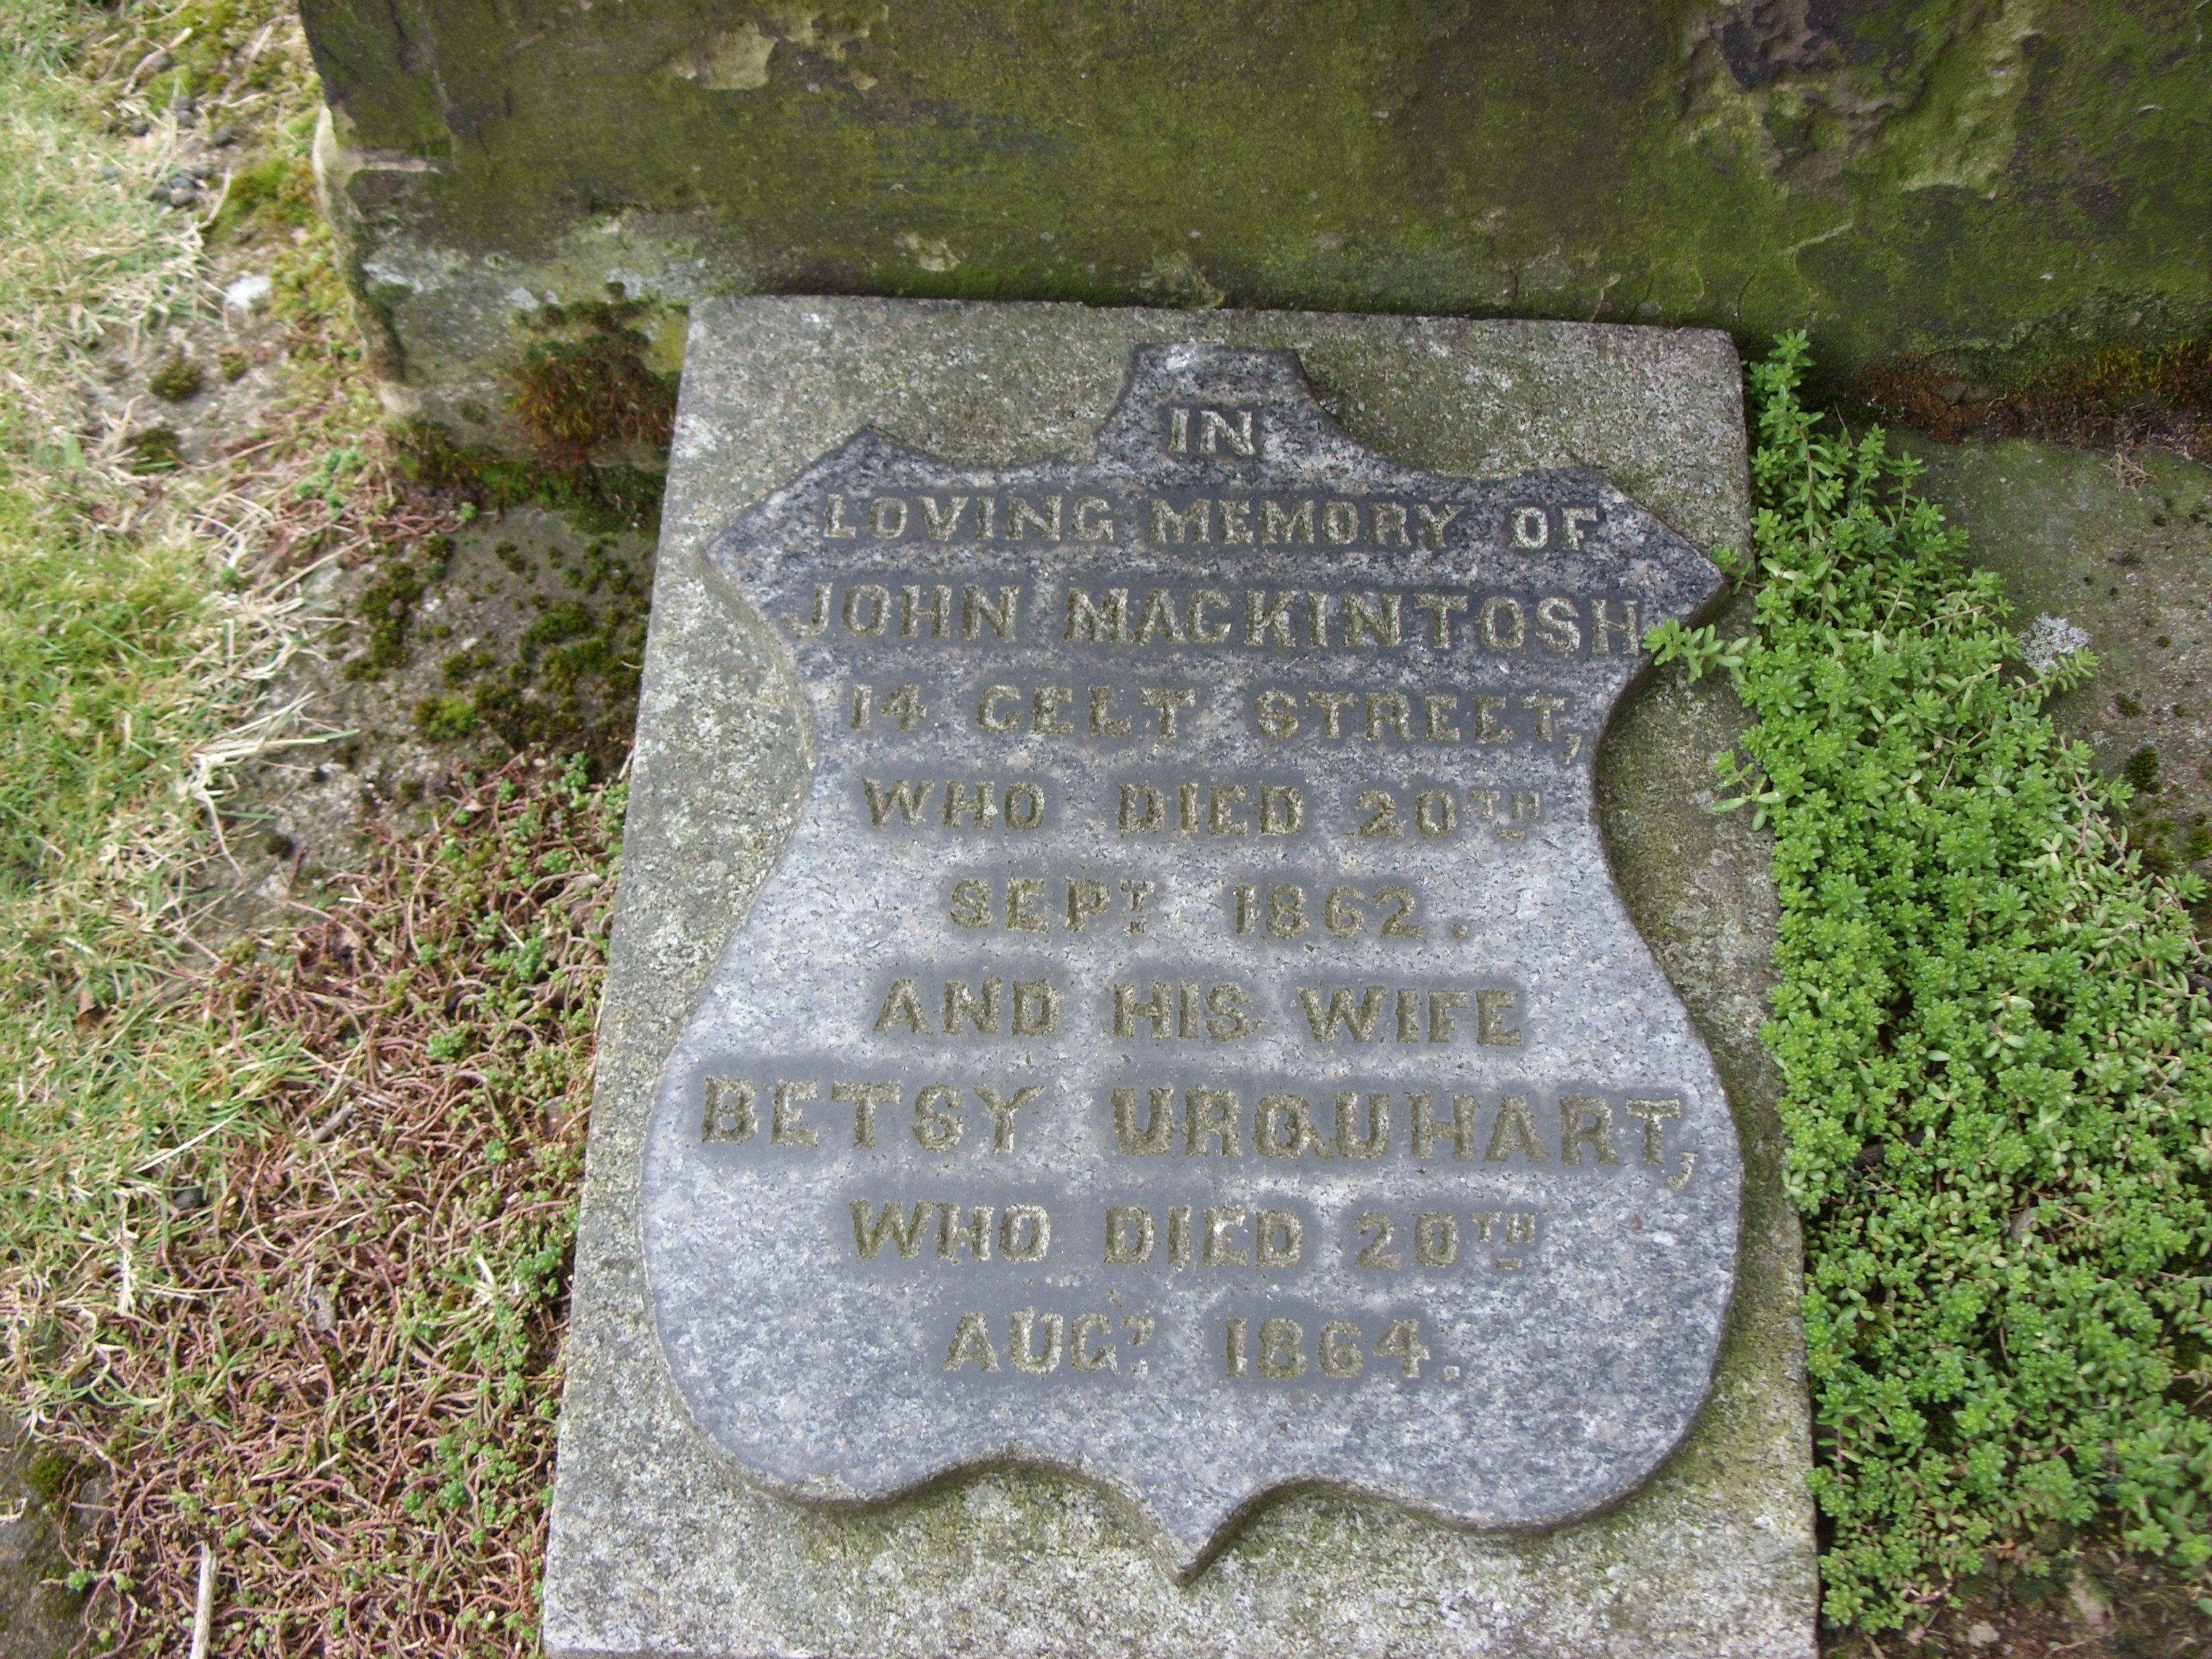 IN
LOVING MEMORY OF
JOHN MACKINTOSH
14 CELT STREET,
WHO DIED 20TH
SEPT 1862.
AND HIS WIFE
BETSY URQUHART,
WHO DIED 20TH
AUGT 1864.